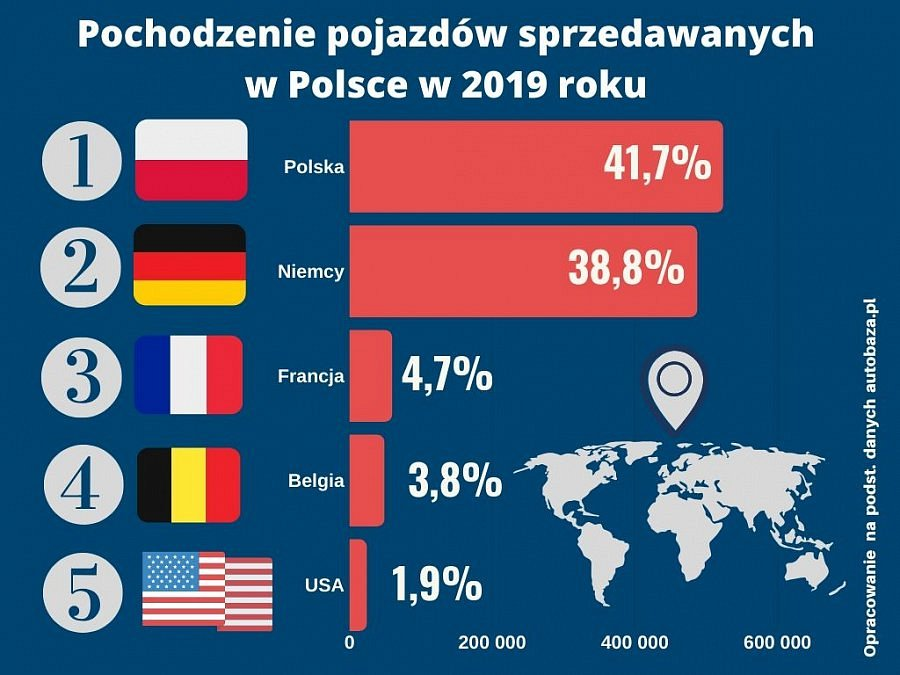 Pochodzenie pojazdów sprzedawanych
w Polsce w 2019 roku
1
Polska
41,7%
2
Niemcy
38,8%
3
Francja
4,7%
4
Belgia
3,8%
5
USA
1,9%
0
200 000
400 000
600 000
Opracowanie na podst. danych autobaza.pl